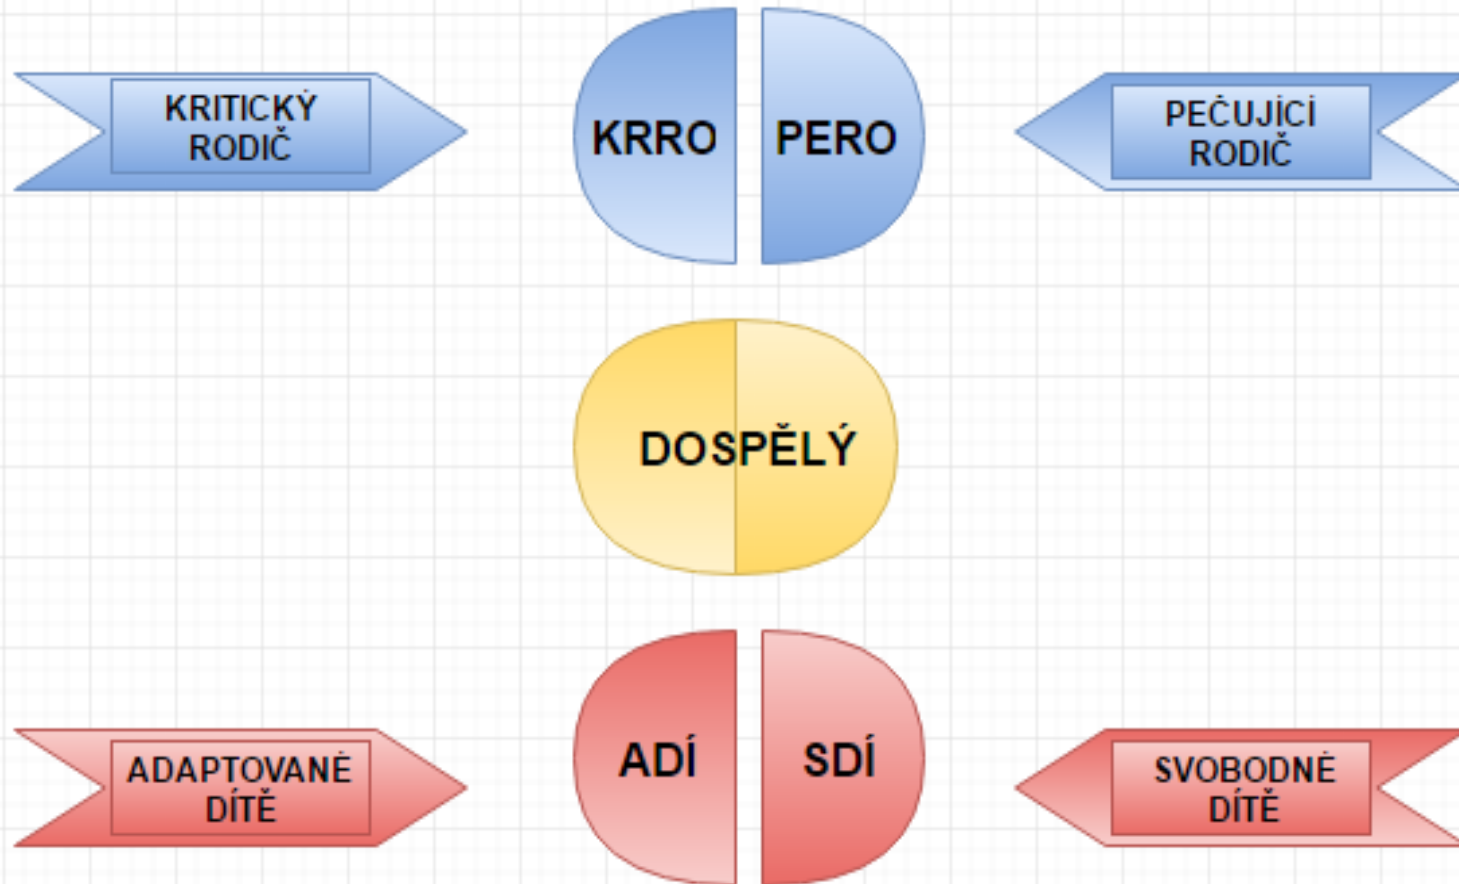 KRITICKÝ
RODIČ
KRRO
PERO
PEČUJÍCÍ
RODIČ
DOSPĚLÝ
ADAPTOVANÉ
DÍTĚ
ADÍ
SDÍ
SVOBODNÉ
DÍTĚ